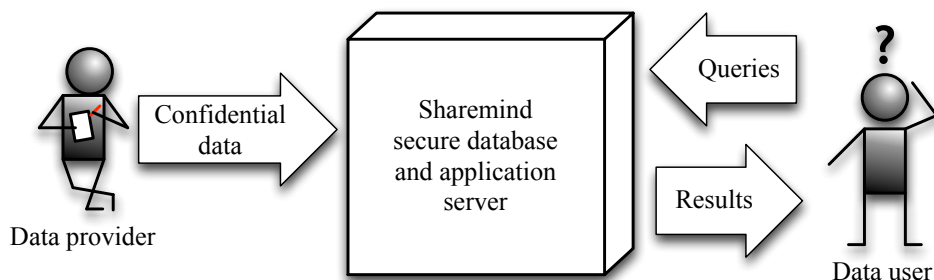 Data provider
Confidential
data
Sharemind
secure database
and application
server
Queries
Results
?
Data user